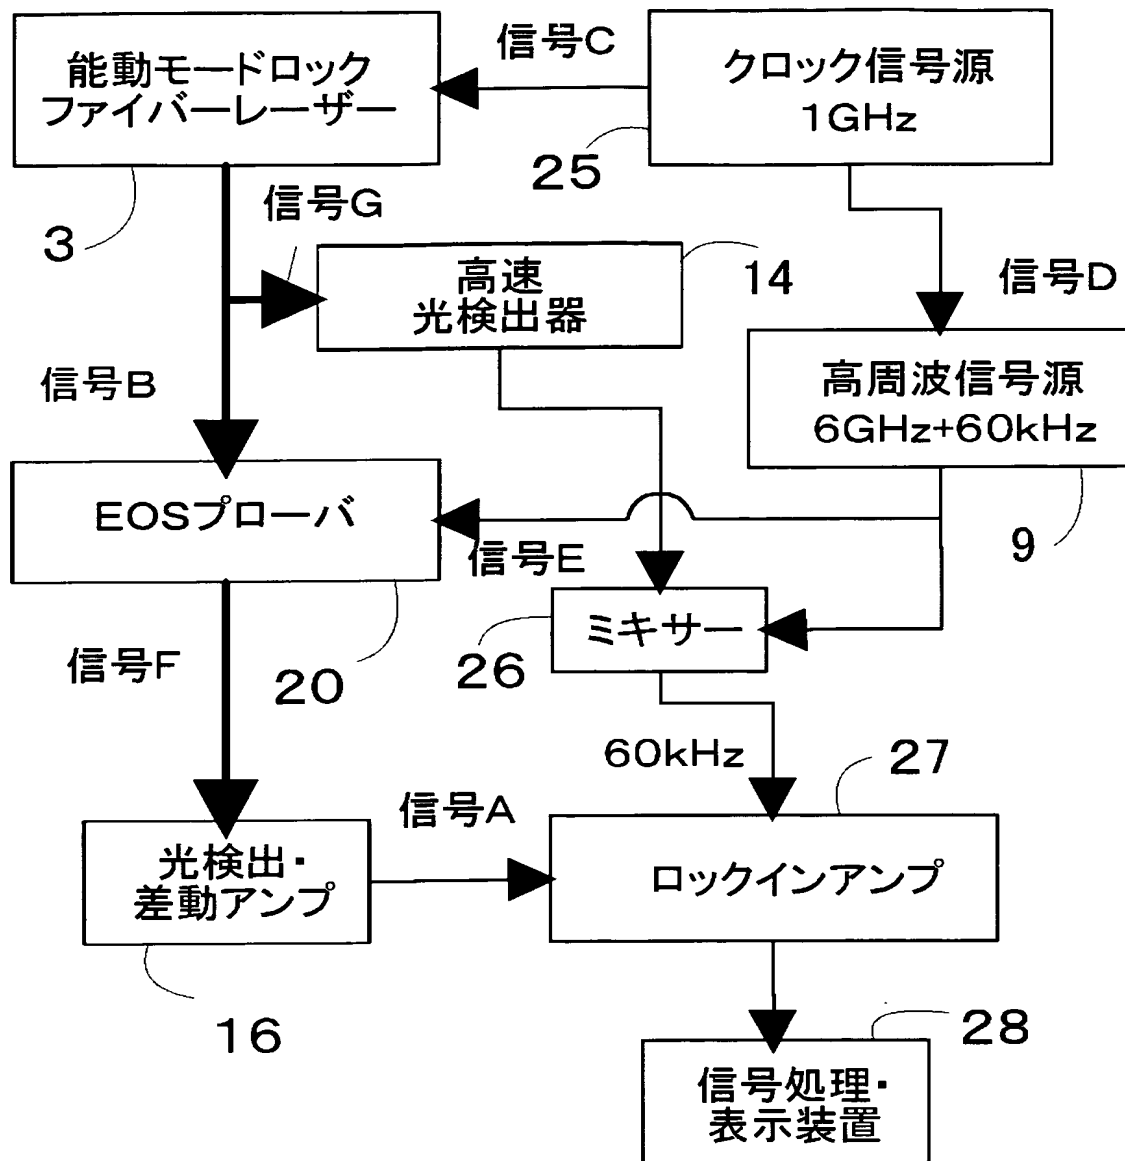 信号C
能動モードロック
ファイバーレーザー
クロック信号源
1GHz
25
3
信号G
高速
光検出器
14
信号D
信号B
高周波信号源
6GHz+60kHz
EOSプローバ
信号E
9
ミキサー
信号F
20
26
60kHz
27
信号A
光検出・
差動アンプ
ロックインアンプ
16
28
信号処理・
表示装置